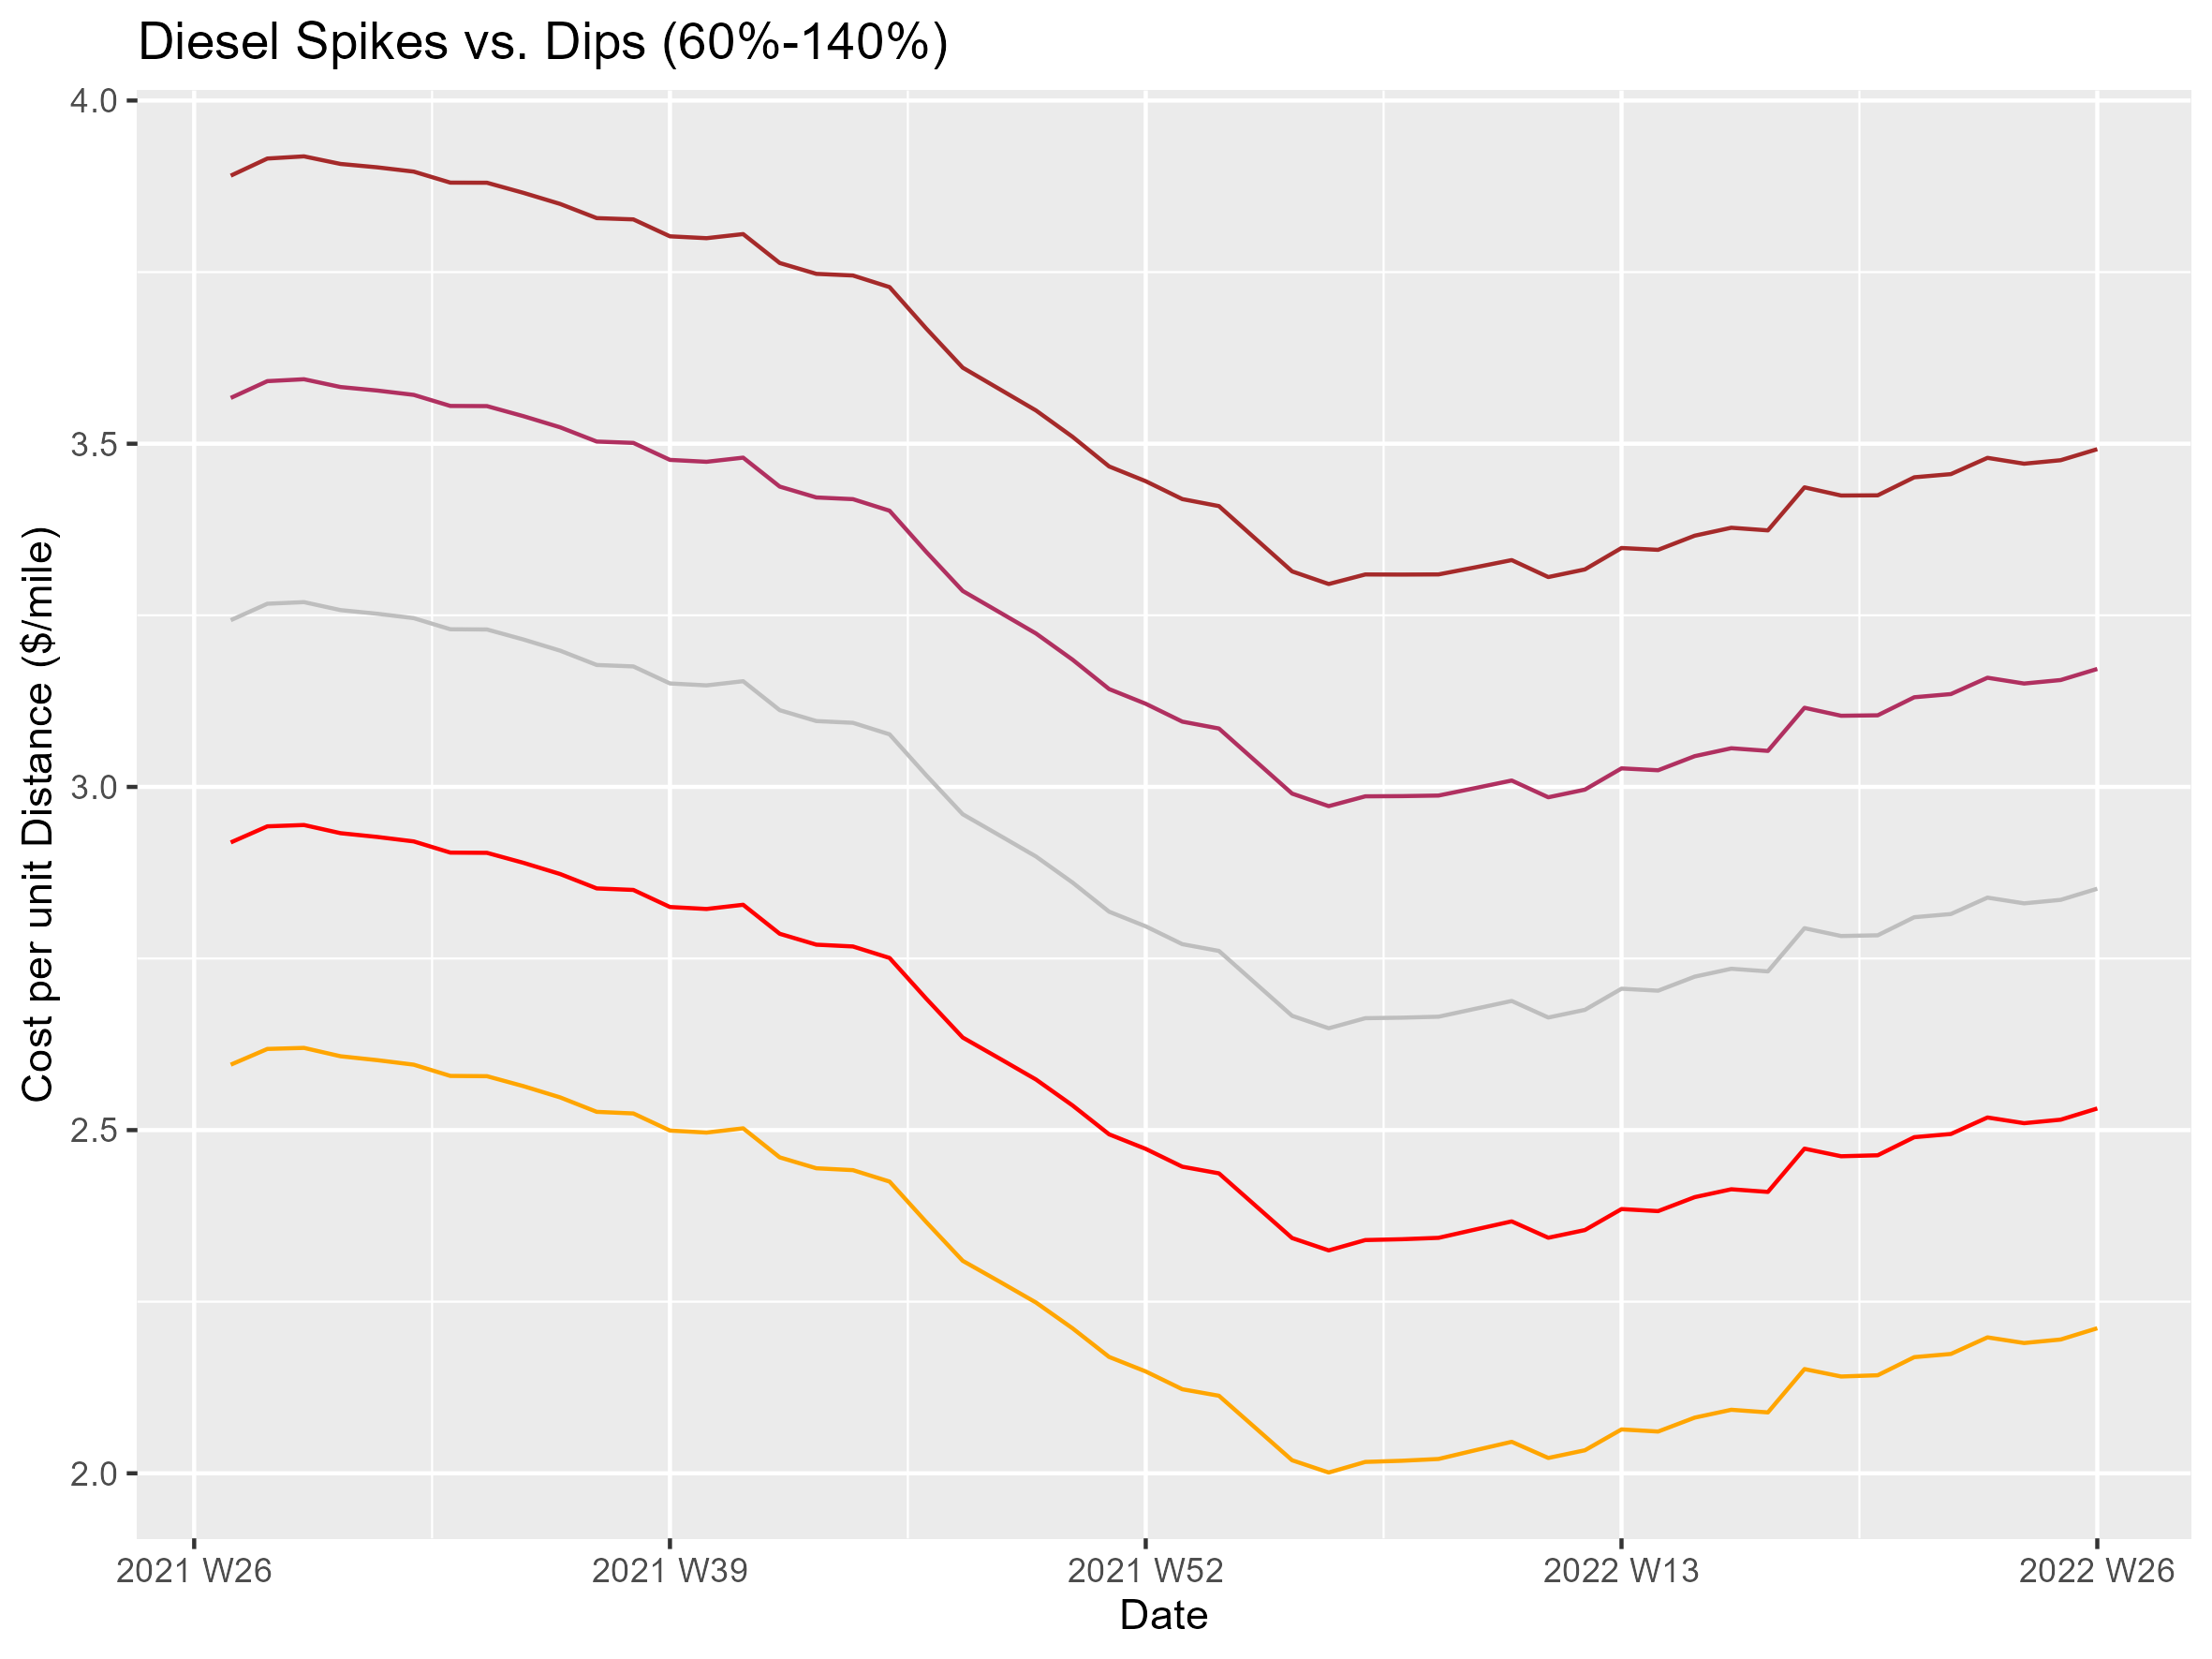 Diesel Spikes vs. Dips (60%-140%)
Cost per unit Distance ($/mile)
4.0
3.5
3.0
2.5
2.0
2021 W26 2021 W39 2021 W52 2022 W13 2022 W26
Date